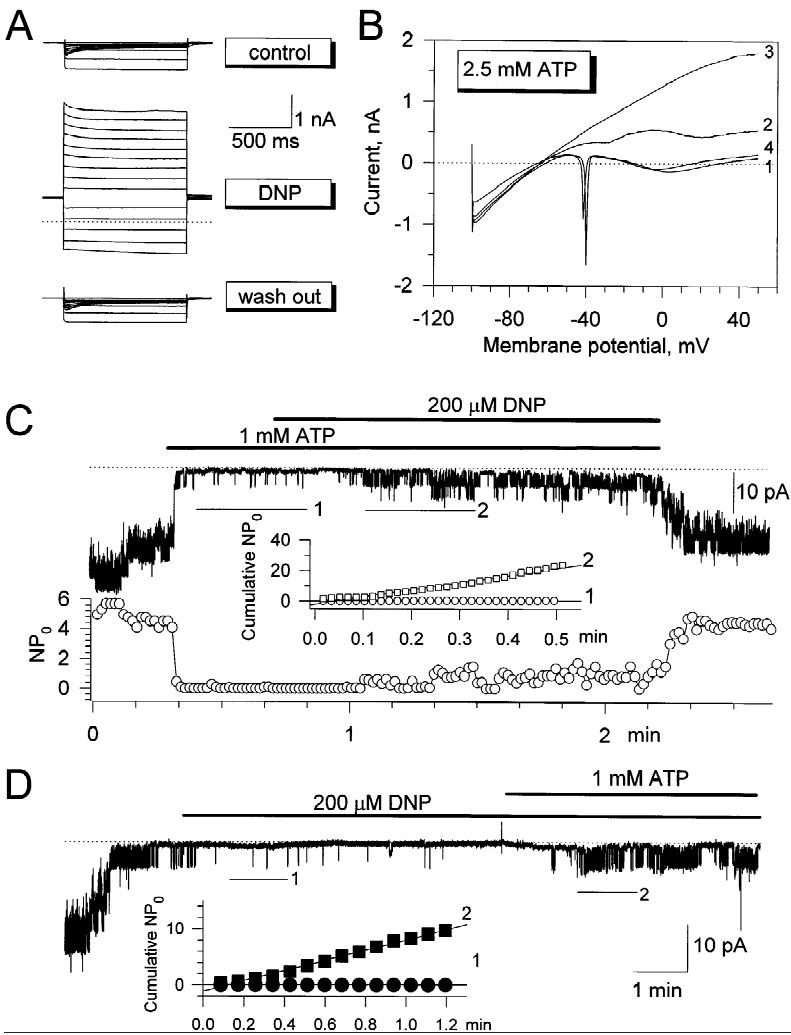 A
control
1 nA
500 ms
DNP
wash out
B
2.5 mM ATP
Current, nA
2
1
0
-1
-2
3
2
4
1
-120 -80 -40 0 40
Membrane potential, mV
C
200 μM DNP
1 mM ATP
10 pA
1
2
Cumulative NP0
40
20
0
2
1
0.0 0.1 0.2 0.3 0.4 0.5 min
NP0
6
4
2
0
0 1 2 min
D
1 mM ATP
200 μM DNP
1
2
10 pA
1 min
Cumulative NP0
10
0
2
1
0.0 0.2 0.4 0.6 0.8 1.0 1.2 min